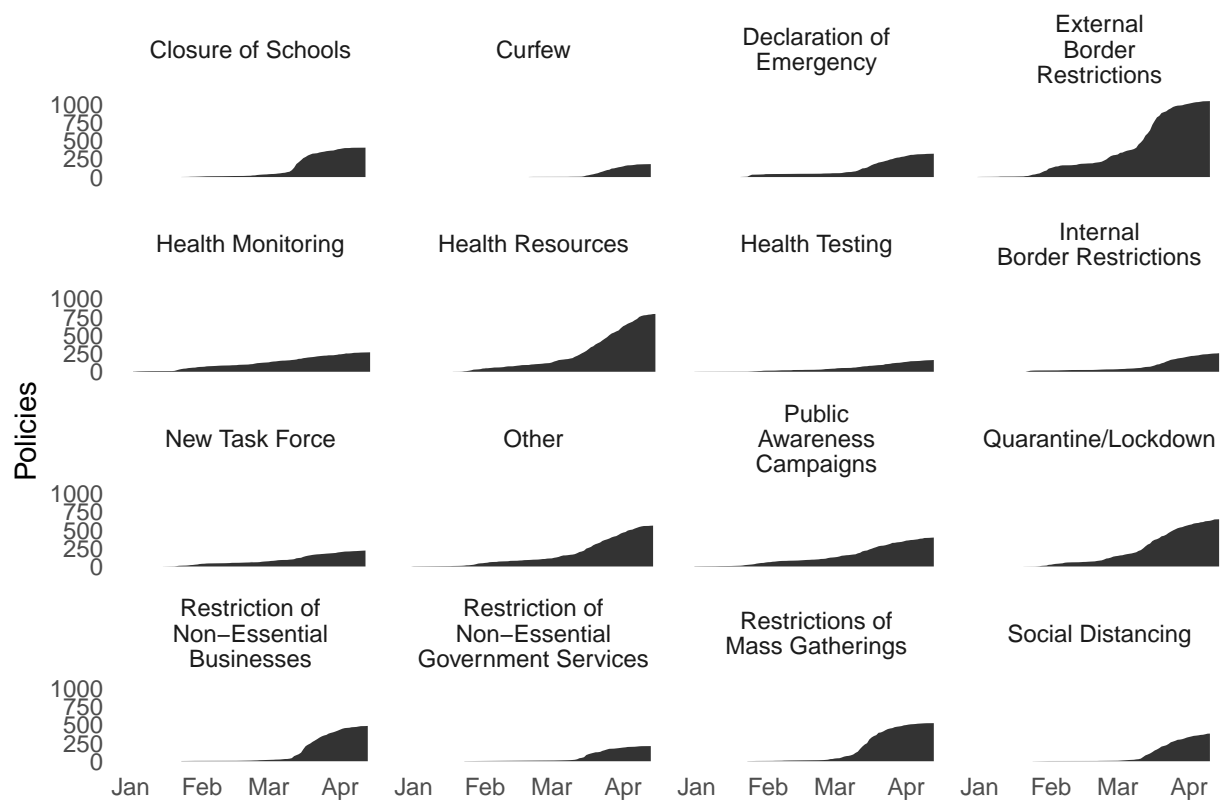 Closure of Schools
Curfew
Declaration of
Emergency
External
Border
Restrictions
1000
750
500
250
0
Health Monitoring
Health Resources
Health Testing
Internal
Border Restrictions
1000
750
500
250
0
Policies
New Task Force
Other
Public
Awareness
Campaigns
Quarantine/Lockdown
1000
750
500
250
0
Restriction of
Non−Essential
Businesses
Restriction of
Non−Essential
Government Services
Restrictions of
Mass Gatherings
Social Distancing
1000
750
500
250
0
Jan Feb Mar Apr Jan Feb Mar Apr Jan Feb Mar Apr Jan Feb Mar Apr